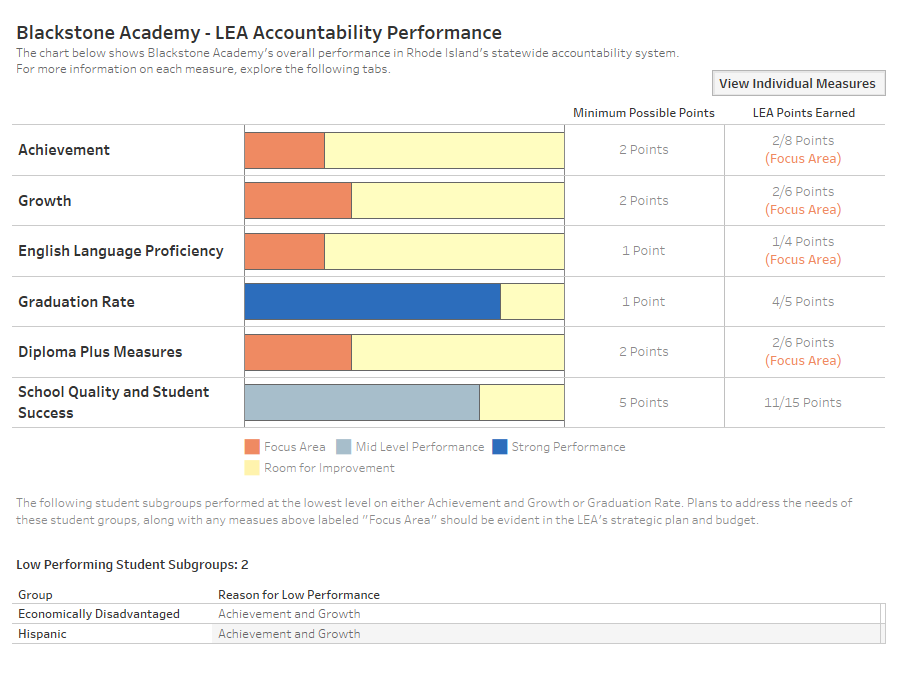 Blackstone Academy - LEA Accountability Performance
The chart below shows Blackstone Academy's overall performance in Rhode Island's statewide accountability system.
For more information on each measure, explore the following tabs.
View Individual Measures
Minimum Possible Points LEA Points Earned
Achievement 2 Points 2/8 Points
(Focus Area)
Growth 2 Points 2/6 Points
(Focus Area)
English Language Proficiency 1 Point 1/4 Points
(Focus Area)
Graduation Rate 1 Point 4/5 Points
Diploma Plus Measures 2 Points 2/6 Points
(Focus Area)
School Quality and Student
Success 5 Points 11/15 Points
Focus Area Mid Level Performance Strong Performance
Room for Improvement
The following student subgroups performed at the lowest level on either Achievement and Growth or Graduation Rate. Plans to address the needs of
these student groups, along with any measues above labeled "Focus Area" should be evident in the LEA's strategic plan and budget.
Low Performing Student Subgroups: 2
Group Reason for Low Performance
Economically Disadvantaged Achievement and Growth
Hispanic Achievement and Growth